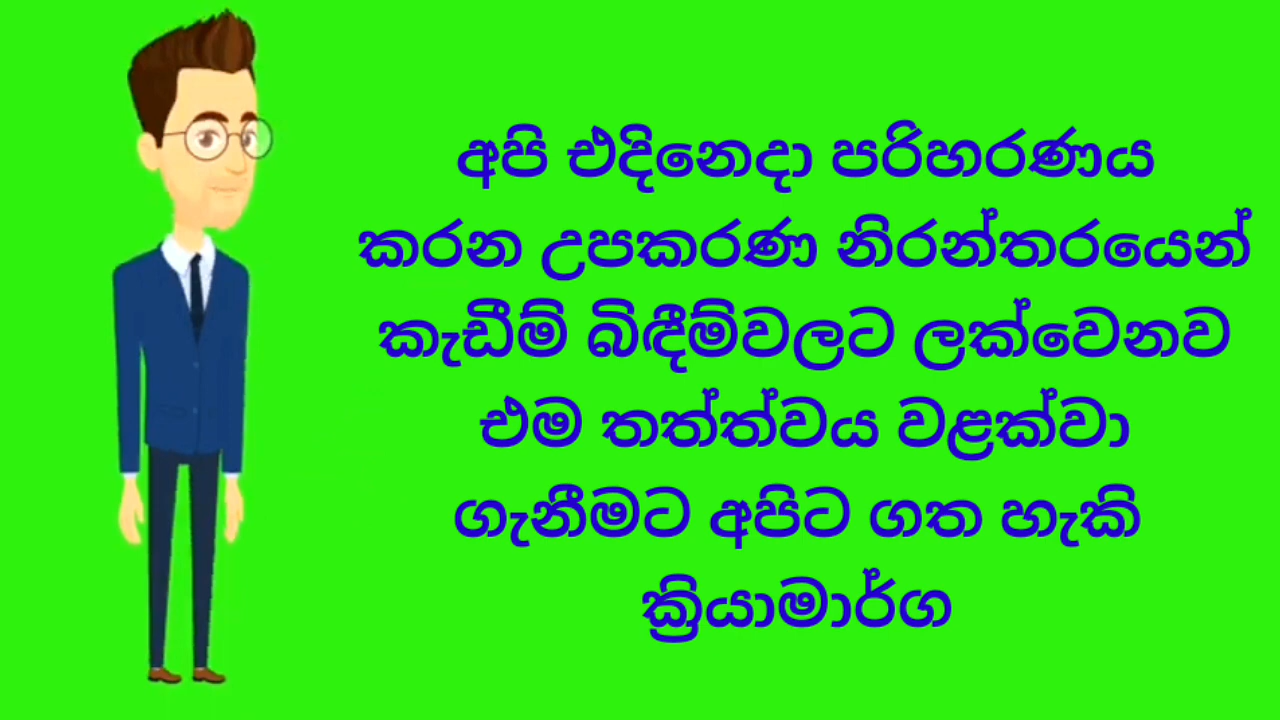 අපි එදිනෙදා පරිහරණය
කරන උපකරණ නිරන්තරයෙන්
කැඩීම් බිඳීම්වලට ලක්වෙනව
එම තත්ත්වය වළක්වා
ගැනීමට අපිට ගත හැකි
ක්‍රියාමාර්ග